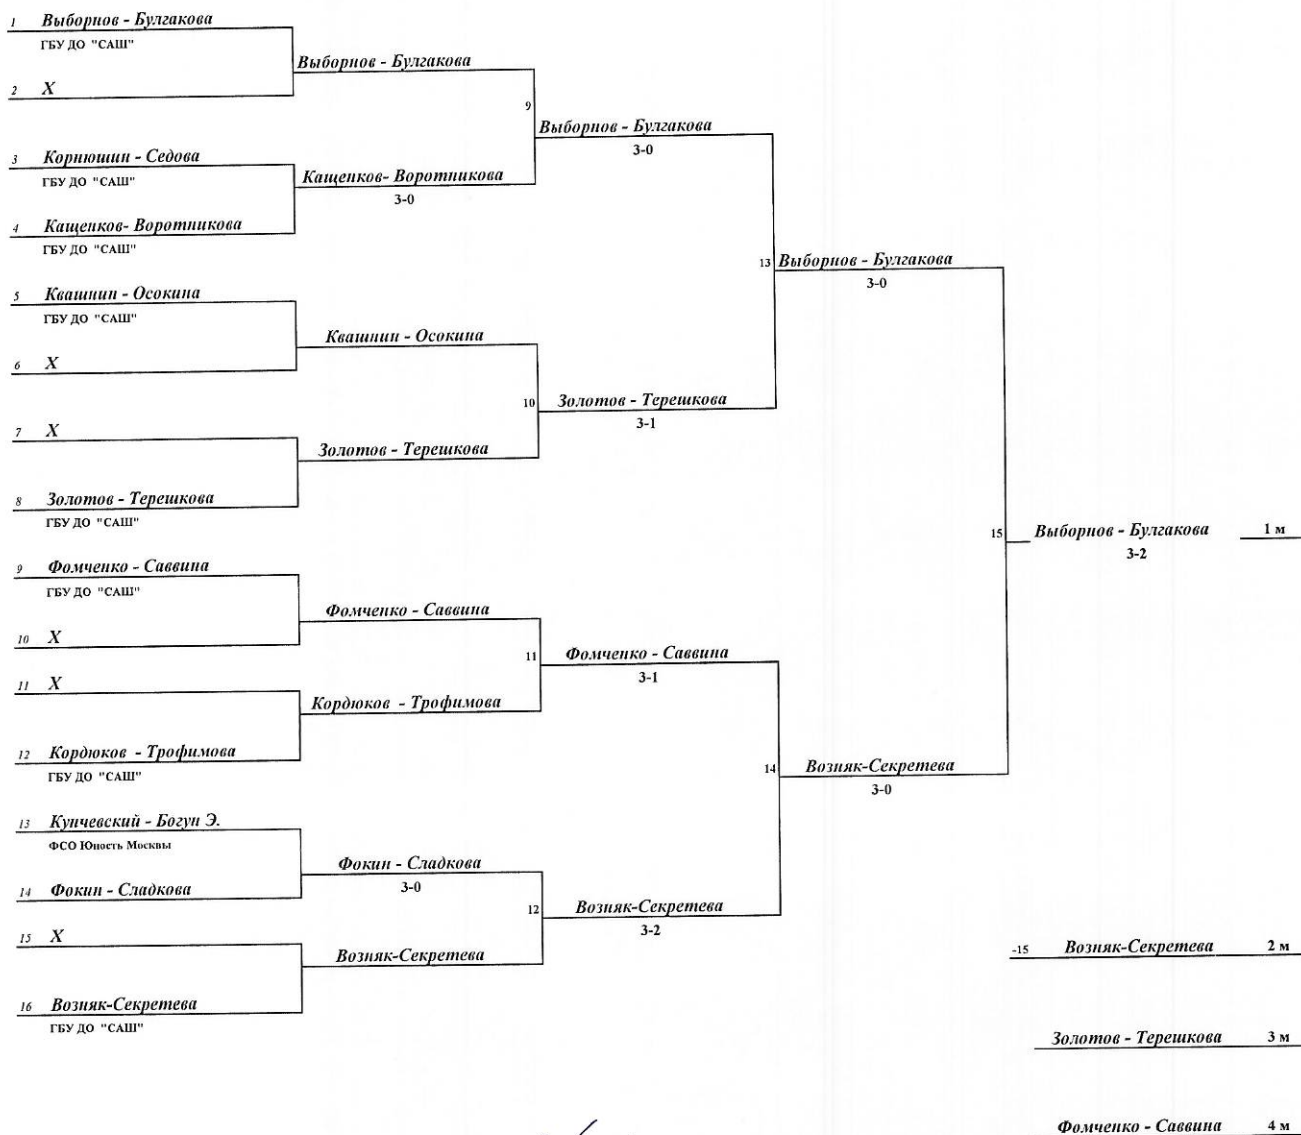 1 Выборнов - Булгакова
ГБУ ДО "САШ"
Выборнов - Булгакова
2 X
9
Выборнов - Булгакова
3-0
3 Корнюшин - Седова
ГБУ ДО "САШ"
Кащенков- Воротникова
3-0
4 Кащенков- Воротникова
ГБУ ДО "САШ"
13 Выборнов - Булгакова
3-0
5 Квашнин - Осокина
ГБУ ДО "САШ"
Квашнин - Осокина
6 X
10 Золотов - Терешкова
3-1
7 X
Золотов - Терешкова
8 Золотов - Терешкова
ГБУ ДО "САШ"
15 Выборнов - Булгакова 1 м
3-2
9 Фомченко - Саввина
ГБУ ДО "САШ"
Фомченко - Саввина
10 X
11 Фомченко - Саввина
3-1
11 X
Кордюков - Трофимова
12 Кордюков - Трофимова
ГБУ ДО "САШ"
14 Возняк-Секретева
3-0
13 Купчевский - Богун Э.
ФСО Юность Москвы
Фокин - Сладкова
3-0
14 Фокин - Сладкова
12 Возняк-Секретева
3-2
15 X
Возняк-Секретева
16 Возняк-Секретева
ГБУ ДО "САШ"
-15 Возняк-Секретева 2 м
Золотов - Терешкова 3 м
Фомченко - Саввина 4 м